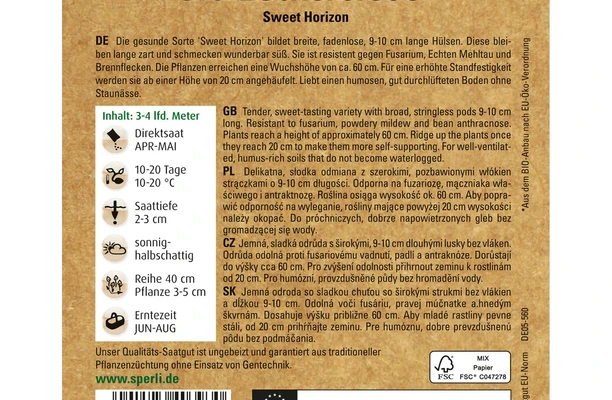 Sweet Horizon
DE Die gesunde Sorte 'Sweet Horizon' bildet breite, fadenlose, 9-10 cm lange Hülsen. Diese blei-
ben lange zart und schmecken wunderbar süß. Sie ist resistent gegen Fusarium, Echten Mehltau und
Brennflecken. Die Pflanzen erreichen eine Wuchshöhe von ca. 60 cm. Für eine erhöhte Standfestigkeit
werden sie ab einer Höhe von 20 cm angehäufelt. Liebt einen humosen, gut durchlüfteten Boden ohne
Staunässe.
Inhalt: 3-4 lfd. Meter
Direktsaat
APR-MAI
10-20 Tage
10-20 °C
Saattiefe
2-3 cm
sonnig-
halbschattig
Reihe 40 cm
Pflanze 3-5 cm
Erntezeit
JUN-AUG
GB Tender, sweet-tasting variety with broad, stringless pods 9-10 cm
long. Resistant to fusarium, powdery mildew and bean anthracnose.
Plants reach a height of approximately 60 cm. Ridge up the plants once
they reach 20 cm to make them more self-supporting. For well-ventilat-
ed, humus-rich soils that do not become waterlogged.
PL Delikatna, słodka odmiana z szerokimi, pozbawionymi włókien
strączkami o 9-10 cm długości. Odporna na fuzariozę, mączniaka wła-
ściwego i antraknozę. Roślina osiąga wysokość ok. 60 cm. Aby popra-
wić odporność na wyleganie, rośliny mające powyżej 20 cm wysokości
należy okopać. Do próchniczych, dobrze napowietrzonych gleb bez
gromadzącej się wody.
CZ Jemná, sladká odrůda s širokými, 9-10 cm dlouhými lusky bez vláken.
Odrůda odolná proti fusariovému vadnutí, padlí a antraknóze. Dorůstají
do výšky cca 60 cm. Pro zvýšení odolnosti přihrnout zeminu k rostlinám
od 20 cm. Pro humózní, provzdušněné půdy bez hromadění vody.
SK Jemná odroda so sladkou chuťou so širokými strukmi bez vlákien
a dĺžkou 9-10 cm. Odolná voči fusáriu, pravej múčnatke a.hnedým
škvrnám. Dosahuje výšku približne 60 cm. Aby mladé rastliny pevne
stáli, od 20 cm prihŕňajte zeminu. Pre humóznu, dobre prevzdušnenú
pôdu bez podmáčania.
Unser Qualitäts-Saatgut ist ungebeizt und garantiert aus traditioneller
Pflanzenzüchtung ohne Einsatz von Gentechnik.
www.sperli.de
FSC
MIX
Papier
FSC® C047278
*Aus dem BIO-Anbau nach EU-Öko-Verordnung
gut EU-Norm DE05-560